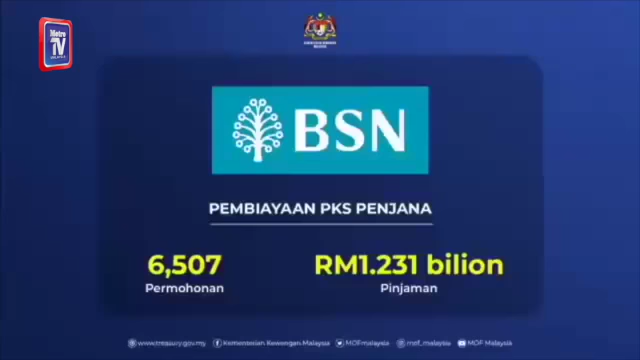 Metro
TV
BSN
PEMBIAYAAN PKS PENJANA
6,507
Permohonan
RM1.231 bilion
Pinjaman
www.treasury.gov.my
Kementerian Kewangan Malaysia
MOFmalaysia
mof_malaysia
MOF Malaysia